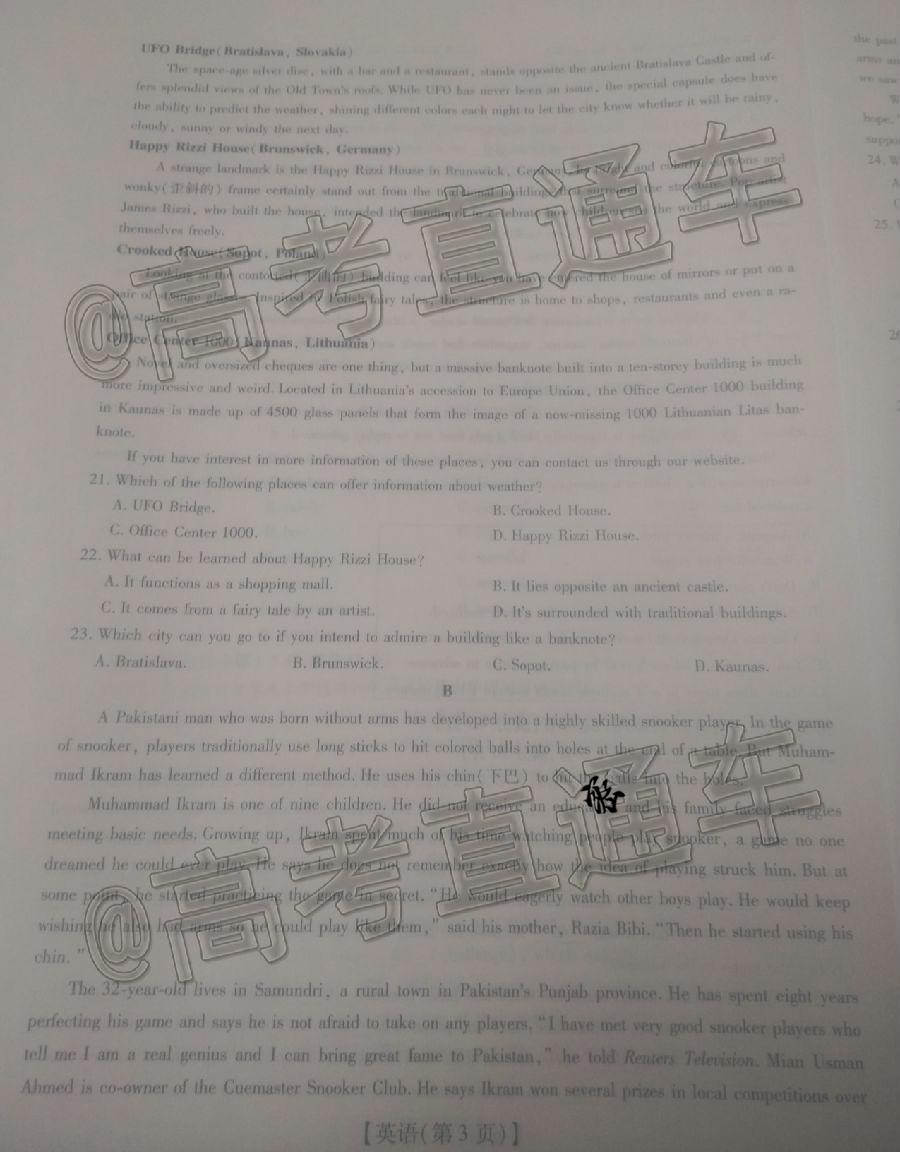 UFO Bridge(Bratislava, Slovakia)
The space-age silver disc, with a bar and a restaurant, stands opposite the ancient Bratislava Castle and of-
fers splendid views of the Old Town's roofs. While UFO has never been an issue, the special capsule does have
the ability to predict the weather, shining different colors each night to let the city know whether it will be rainy,
cloudy, sunny or windy the next day.
Happy Rizzi House(Brunswick, Germany)
A strange landmark is the Happy Rizzi House in Brunswick, and
wonky(歪斜的) frame certainly stand out from the traditional buildings the structure. Pop artist
James Rizzi, who built the house, intended the landmark to celebrate how children see the world and express
themselves freely.
Crooked House(Sopot, Poland)
Looking at the building can feel like you have entered the house of mirrors or put on a
pair of strange glasses. Inspired by Polish fairy tales, the structure is home to shops, restaurants and even a ra-
station.
Office Center 1000(Kaunas, Lithuania)
Novel and oversized cheques are one thing, but a massive banknote built into a ten-storey building is much
more impressive and weird. Located in Lithuania's accession to Europe Union, the Office Center 1000 building
in Kaunas is made up of 4500 glass panels that form the image of a now-missing 1000 Lithuanian Litas ban-
knote.
If you have interest in more information of these places, you can contact us through our website.
21. Which of the following places can offer information about weather?
A. UFO Bridge. B. Crooked House.
C. Office Center 1000. D. Happy Rizzi House.
22. What can be learned about Happy Rizzi House?
A. It functions as a shopping mall. B. It lies opposite an ancient castle.
C. It comes from a fairy tale by an artist. D. It's surrounded with traditional buildings.
23. Which city can you go to if you intend to admire a building like a banknote?
A. Bratislava. B. Brunswick. C. Sopot. D. Kaunas.
B
A Pakistani man who was born without arms has developed into a highly skilled snooker player. In the game
of snooker, players traditionally use long sticks to hit colored balls into holes at the end of a table. But Muham-
mad Ikram has learned a different method. He uses his chin(下巴) to hit the balls into the holes.
Muhammad Ikram is one of nine children. He did not receive an education and his family faced struggles
meeting basic needs. Growing up, Ikram spent much of his time watching people play snooker, a game no one
dreamed he could ever play. He says he does not remember exactly how the idea of playing struck him. But at
some point, he started practicing the game in secret. "He would eagerly watch other boys play. He would keep
wishing he also had arms so he could play like them," said his mother, Razia Bibi. "Then he started using his
chin."
The 32-year-old lives in Samundri, a rural town in Pakistan's Punjab province. He has spent eight years
perfecting his game and says he is not afraid to take on any players. "I have met very good snooker players who
tell me I am a real genius and I can bring great fame to Pakistan," he told Reuters Television. Mian Usman
Ahmed is co-owner of the Cuemaster Snooker Club. He says Ikram won several prizes in local competitions over
【英语(第3页)】
@高考直通车
@高考直通车
the past
arms an
we saw
hope."
suppo
24. W
25.